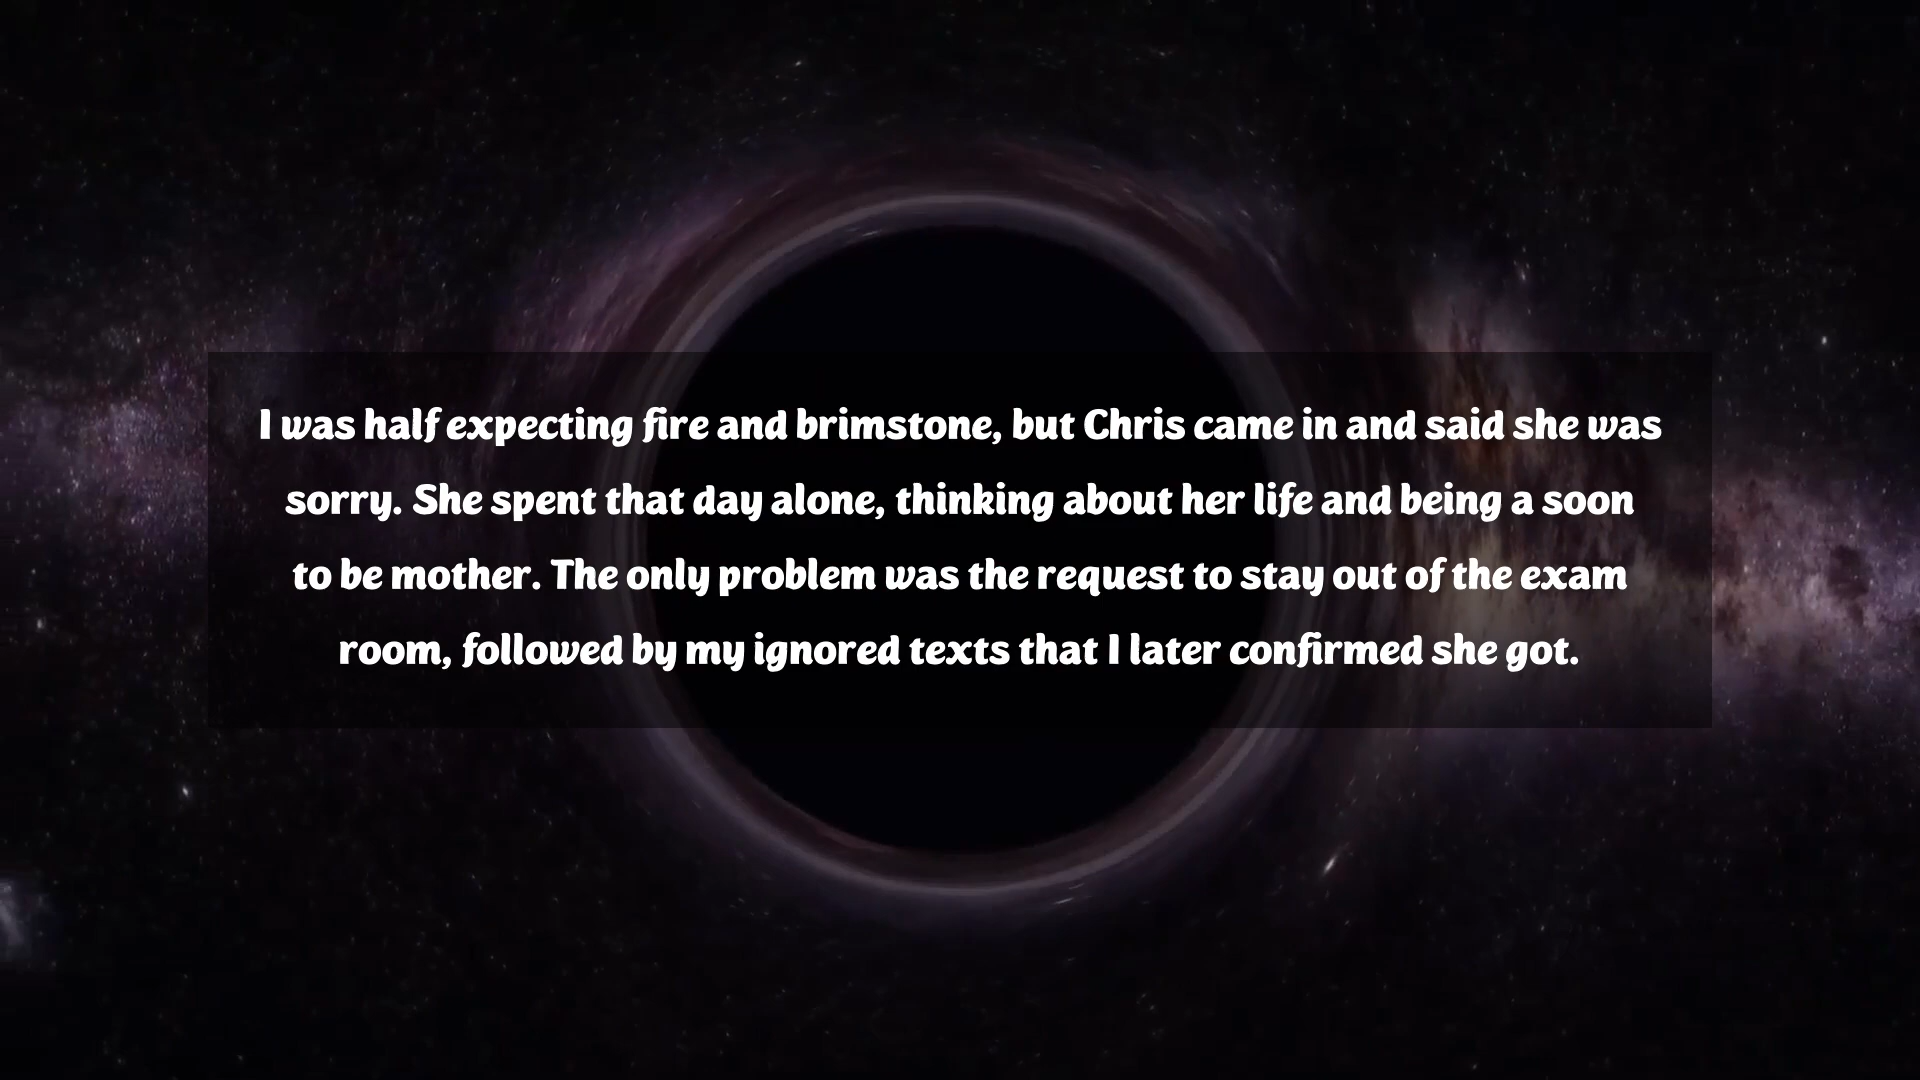 I was half expecting fire and brimstone, but Chris came in and said she was
sorry. She spent that day alone, thinking about her life and being a soon
to be mother. The only problem was the request to stay out of the exam
room, followed by my ignored texts that I later confirmed she got.